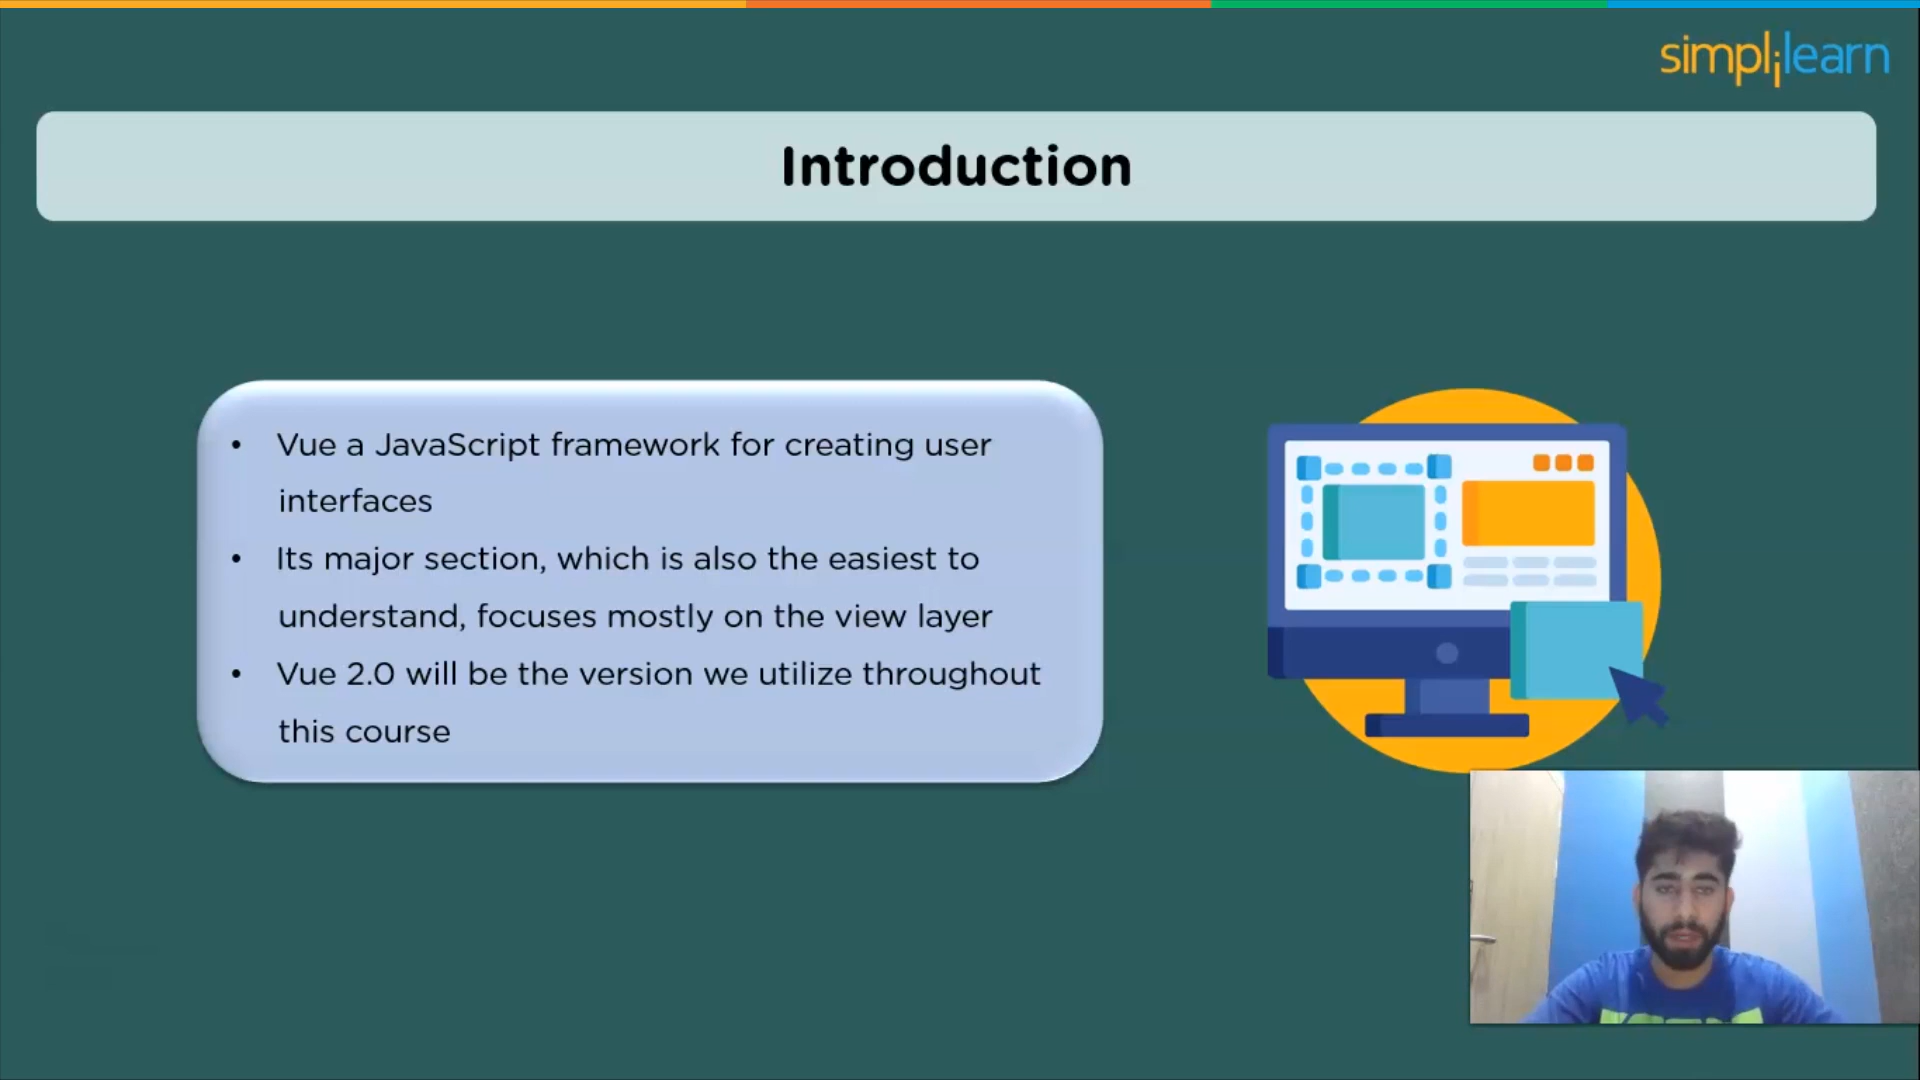 simplilearn
Introduction
• Vue a JavaScript framework for creating user
interfaces
• Its major section, which is also the easiest to
understand, focuses mostly on the view layer
• Vue 2.0 will be the version we utilize throughout
this course